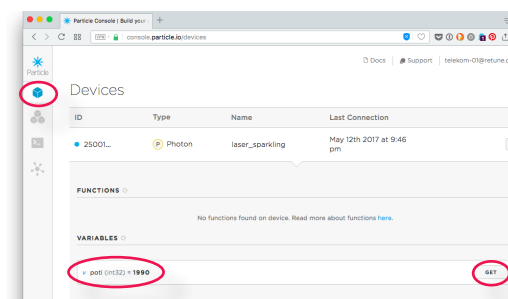 Particle Console | Build your
VPN
console.particle.io/devices
Particle
Docs
Support
telekom-01@retune.
Devices
ID Type Name Last Connection
25001... P Photon laser_sparkling May 12th 2017 at 9:46
pm
FUNCTIONS
No functions found on device. Read more about functions here.
VARIABLES
poti (int32) = 1990
GET